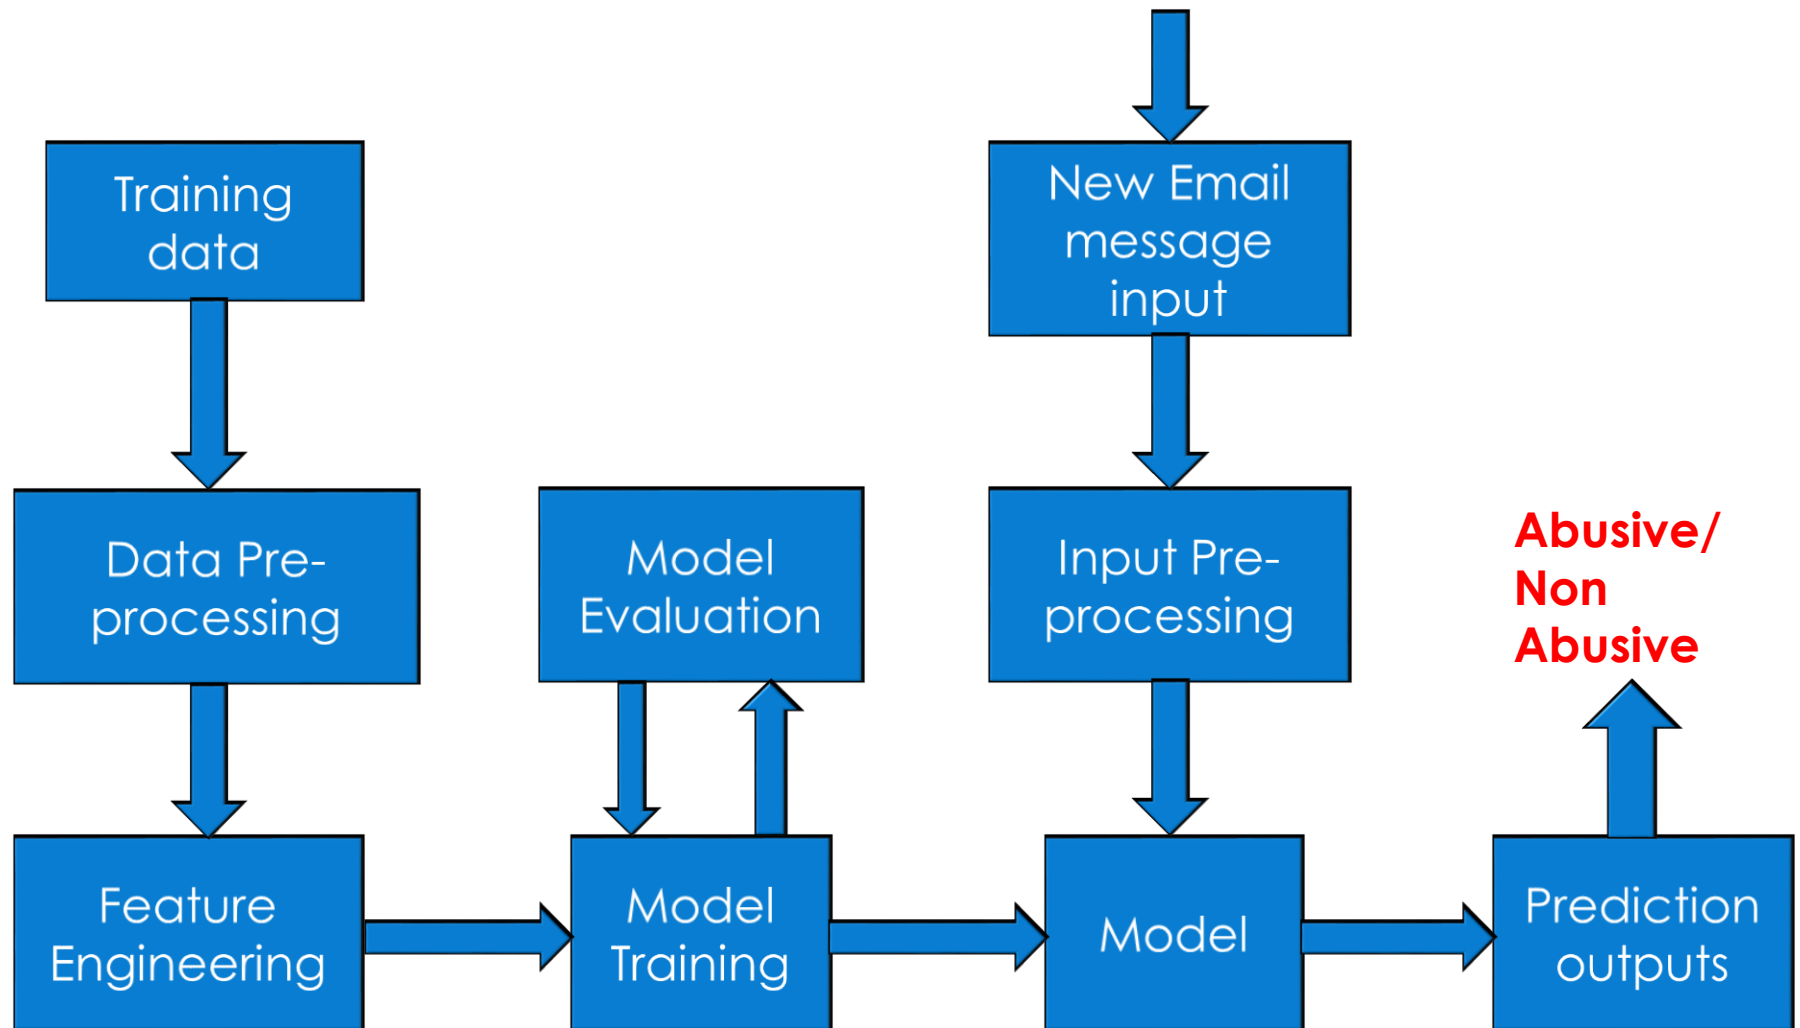 Training
data
New Email
message
input
Data Pre-
processing
Model
Evaluation
Input Pre-
processing
Abusive/
Non
Abusive
Feature
Engineering
Model
Training
Model
Prediction
outputs